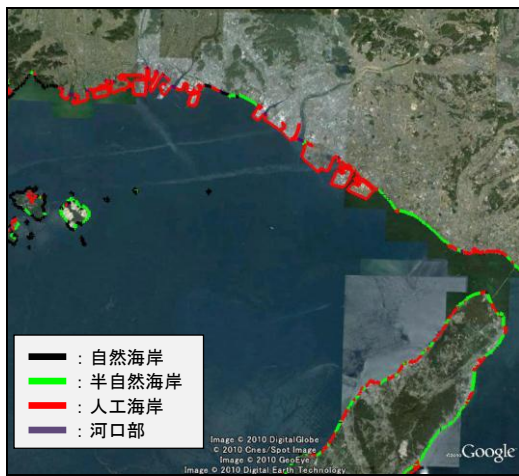 ：自然海岸
：半自然海岸
：人工海岸
：河口部
Image © 2010 DigitalGlobe
© 2010 Cnes/Spot Image
Image © 2010 GeoEye
Image © 2010 Digital Earth Technology
©2010 Google